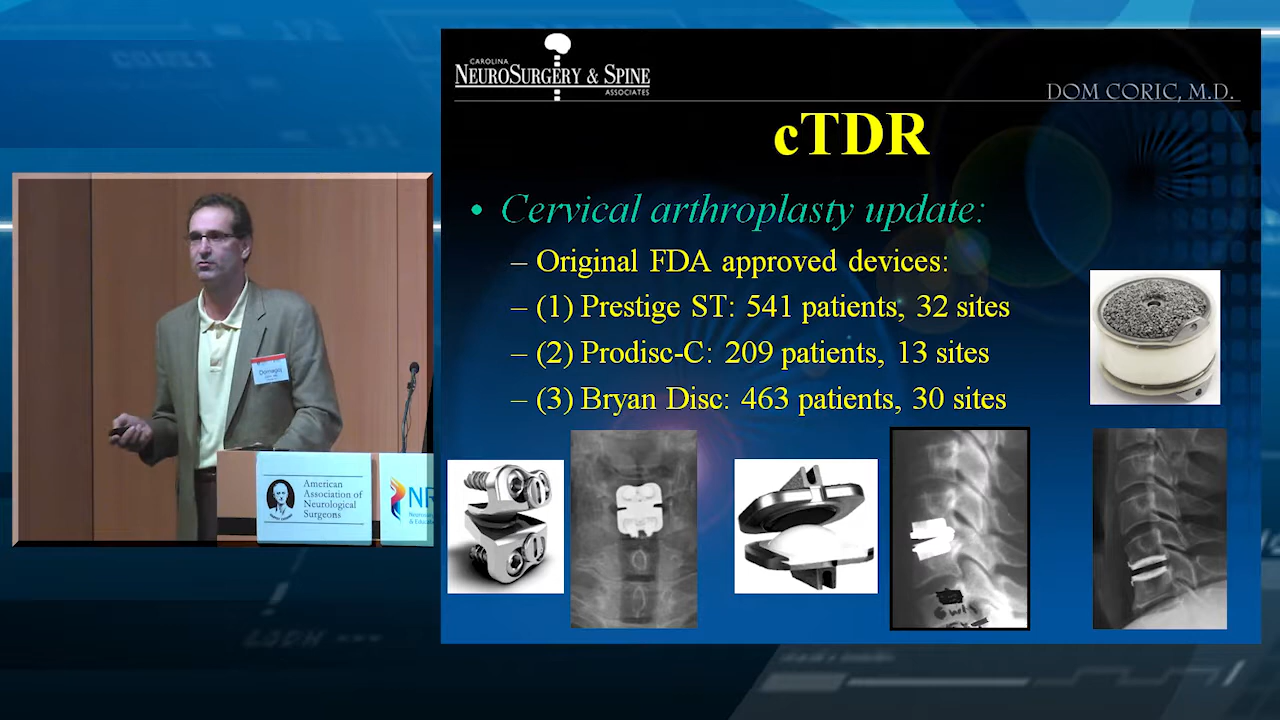 CAROLINA
NEUROSURGERY & SPINE
ASSOCIATES
DOM CORIC, M.D.
cTDR
• Cervical arthroplasty update:
– Original FDA approved devices:
– (1) Prestige ST: 541 patients, 32 sites
– (2) Prodisc-C: 209 patients, 13 sites
– (3) Bryan Disc: 463 patients, 30 sites
American
Association of
Neurological
Surgeons